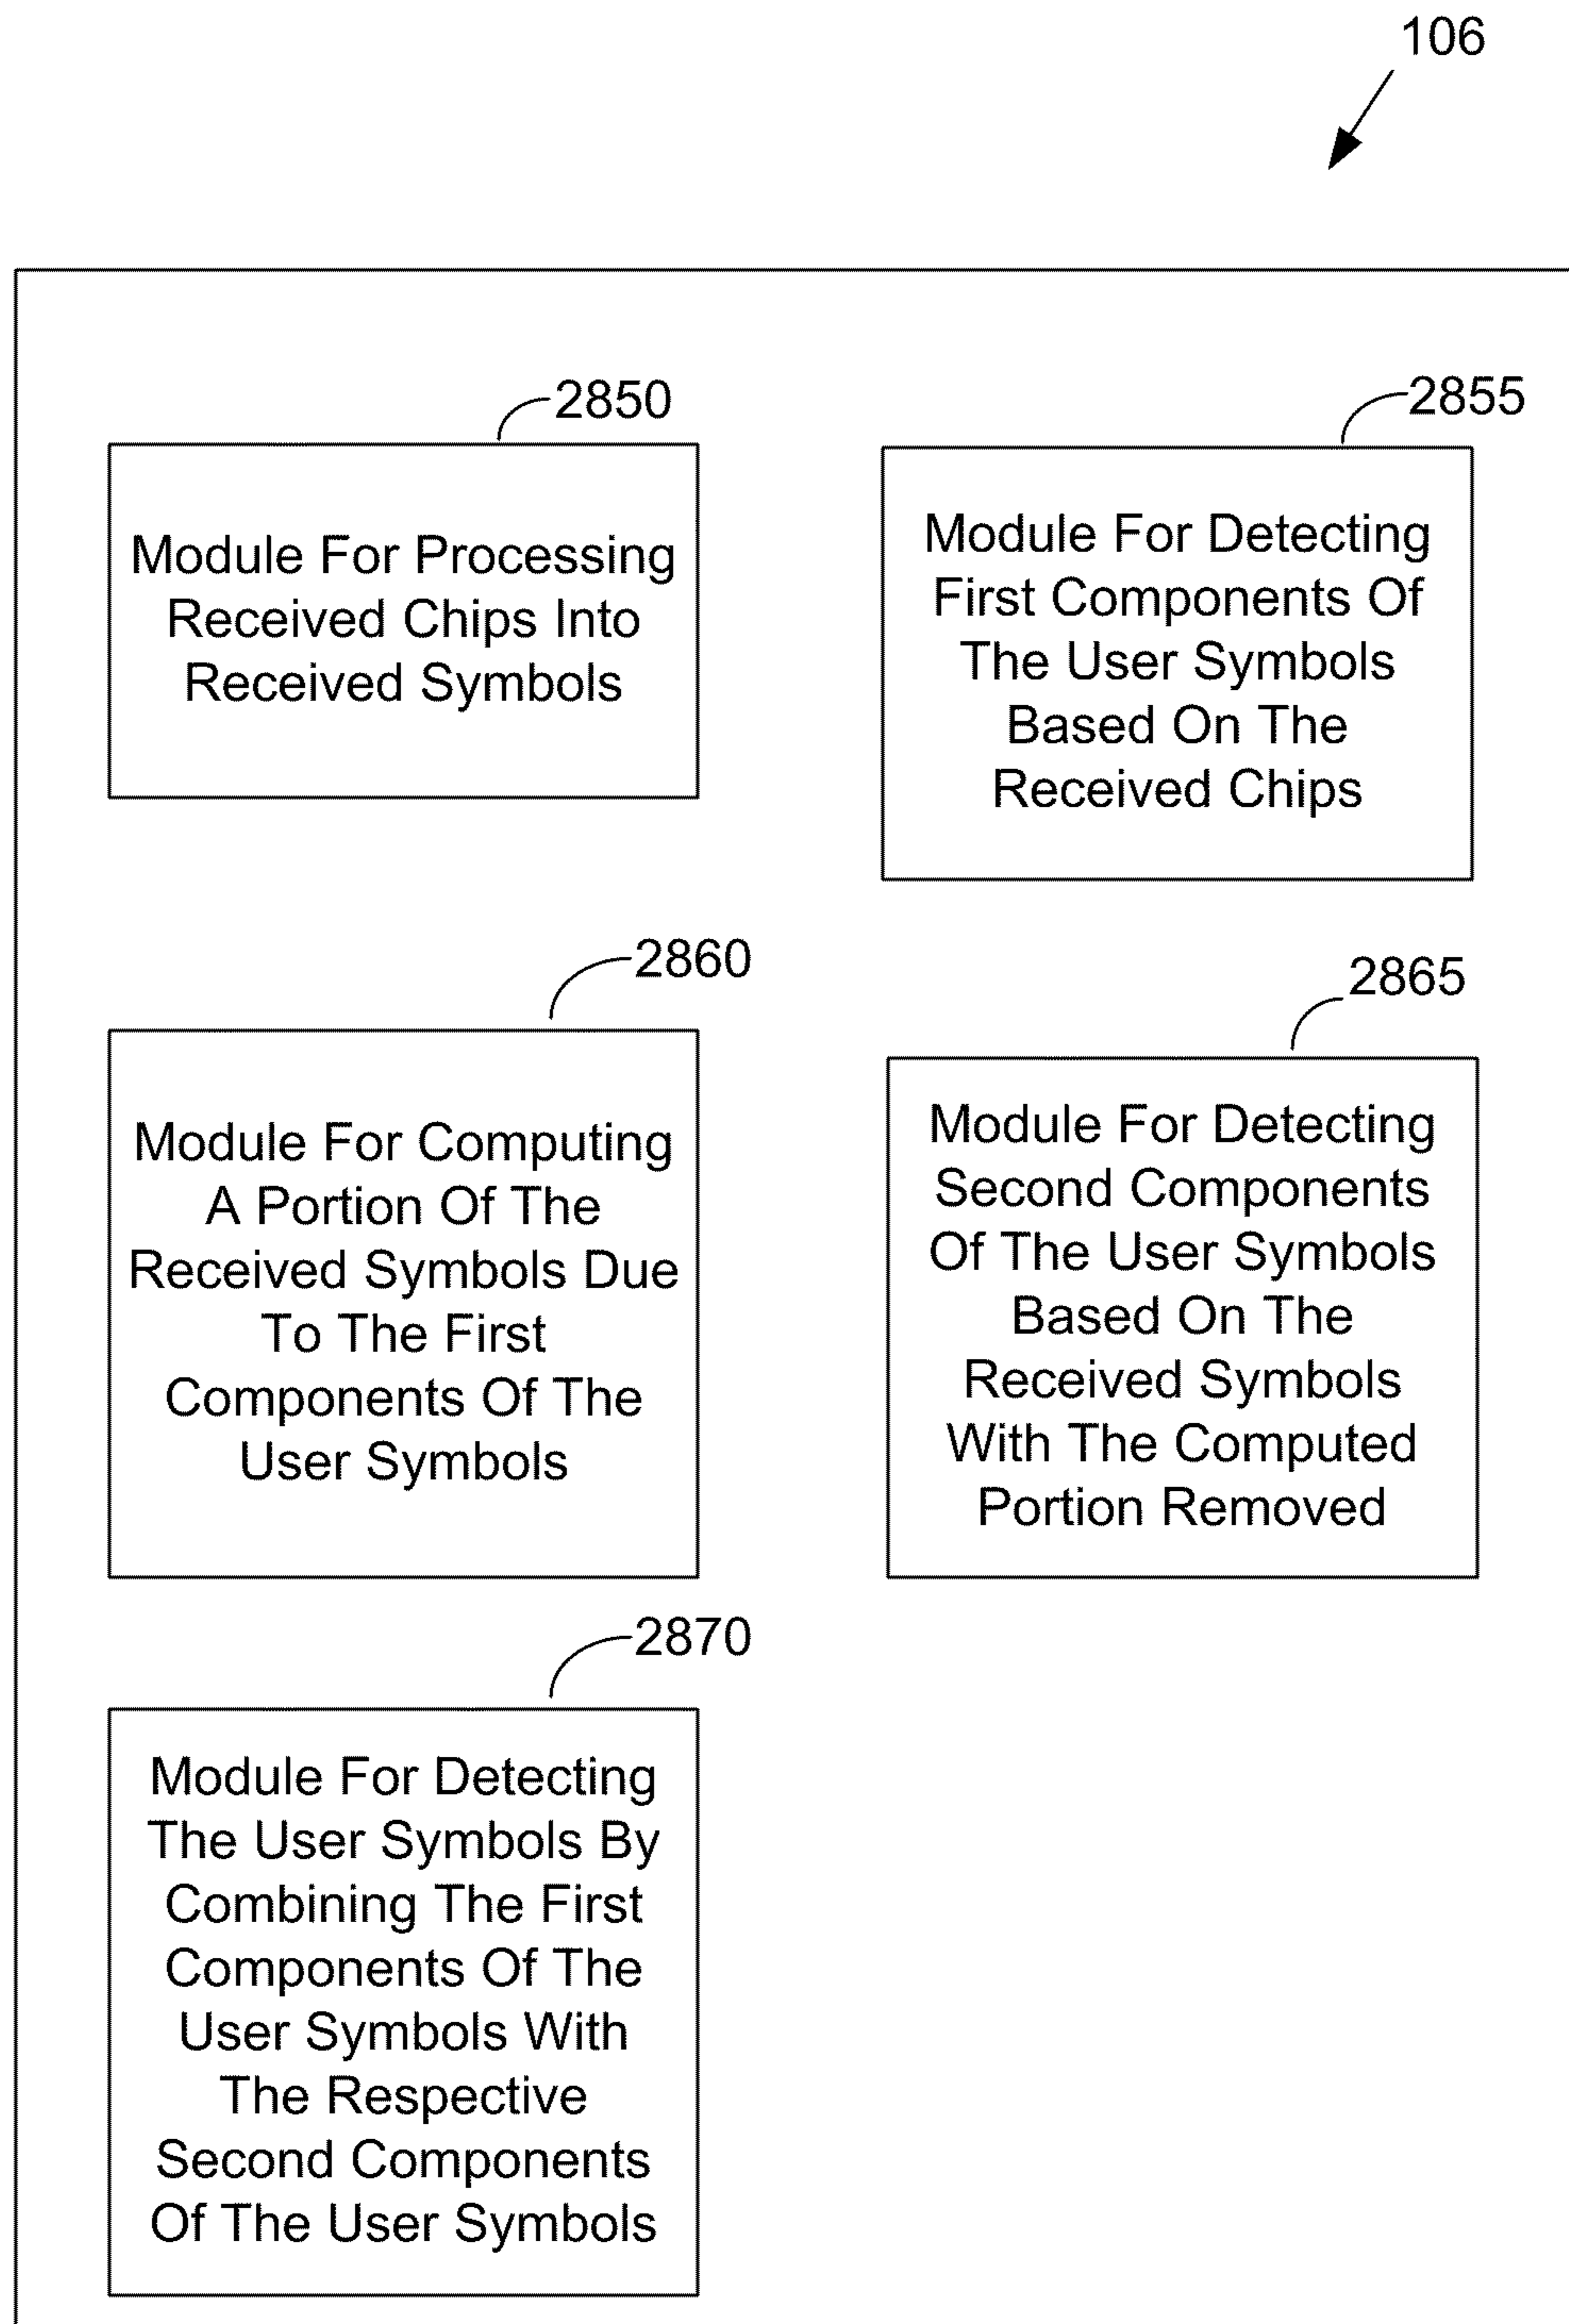 106
2850
Module For Processing
Received Chips Into
Received Symbols
2855
Module For Detecting
First Components Of
The User Symbols
Based On The
Received Chips
2860
Module For Computing
A Portion Of The
Received Symbols Due
To The First
Components Of The
User Symbols
2865
Module For Detecting
Second Components
Of The User Symbols
Based On The
Received Symbols
With The Computed
Portion Removed
2870
Module For Detecting
The User Symbols By
Combining The First
Components Of The
User Symbols With
The Respective
Second Components
Of The User Symbols